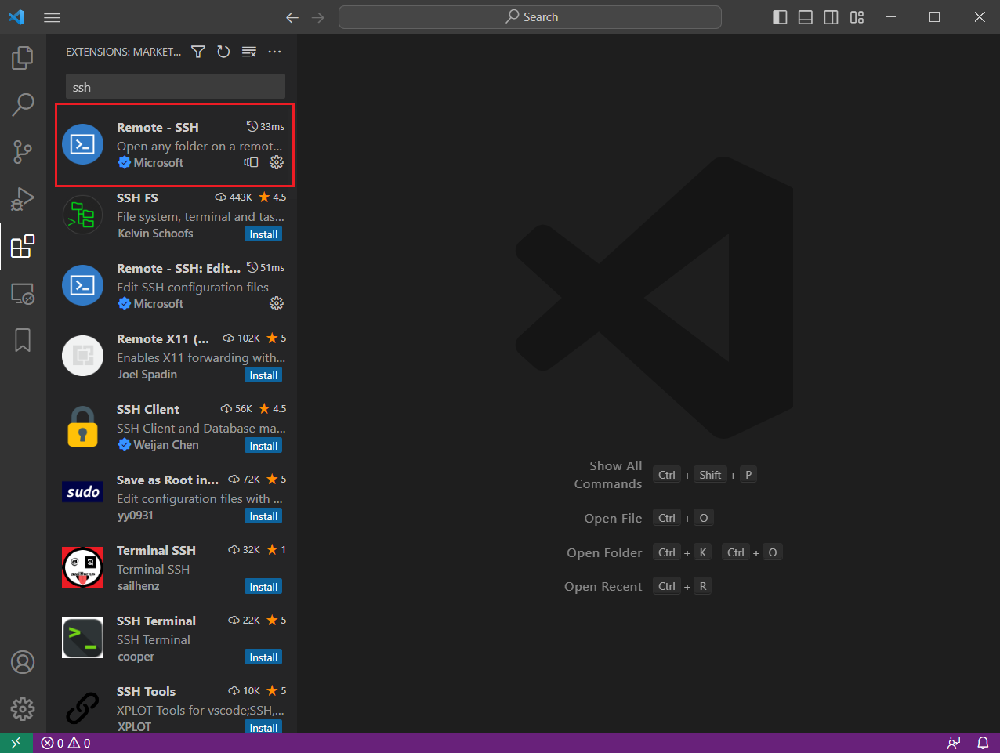 Search
EXTENSIONS: MARKET...
ssh
Remote - SSH 33ms
Open any folder on a remot...
Microsoft
SSH FS 443K 4.5
File system, terminal and tas...
Kelvin Schoofs Install
Remote - SSH: Edit... 51ms
Edit SSH configuration files
Microsoft
Remote X11 (... 102K 5
Enables X11 forwarding with...
Joel Spadin Install
SSH Client 56K 4.5
SSH Client and Database ma...
Weijan Chen Install
sudo
Save as Root in... 72K 5
Edit configuration files with ...
yy0931 Install
@
sailhenz
Terminal SSH 32K 1
Terminal SSH
sailhenz Install
>_
SSH Terminal 22K 5
SSH Terminal
cooper Install
SSH Tools 10K 5
XPLOT Tools for vscode;SSH,...
XPLOT Install
Show All Commands Ctrl + Shift + P
Open File Ctrl + O
Open Folder Ctrl + K Ctrl + O
Open Recent Ctrl + R
0 0